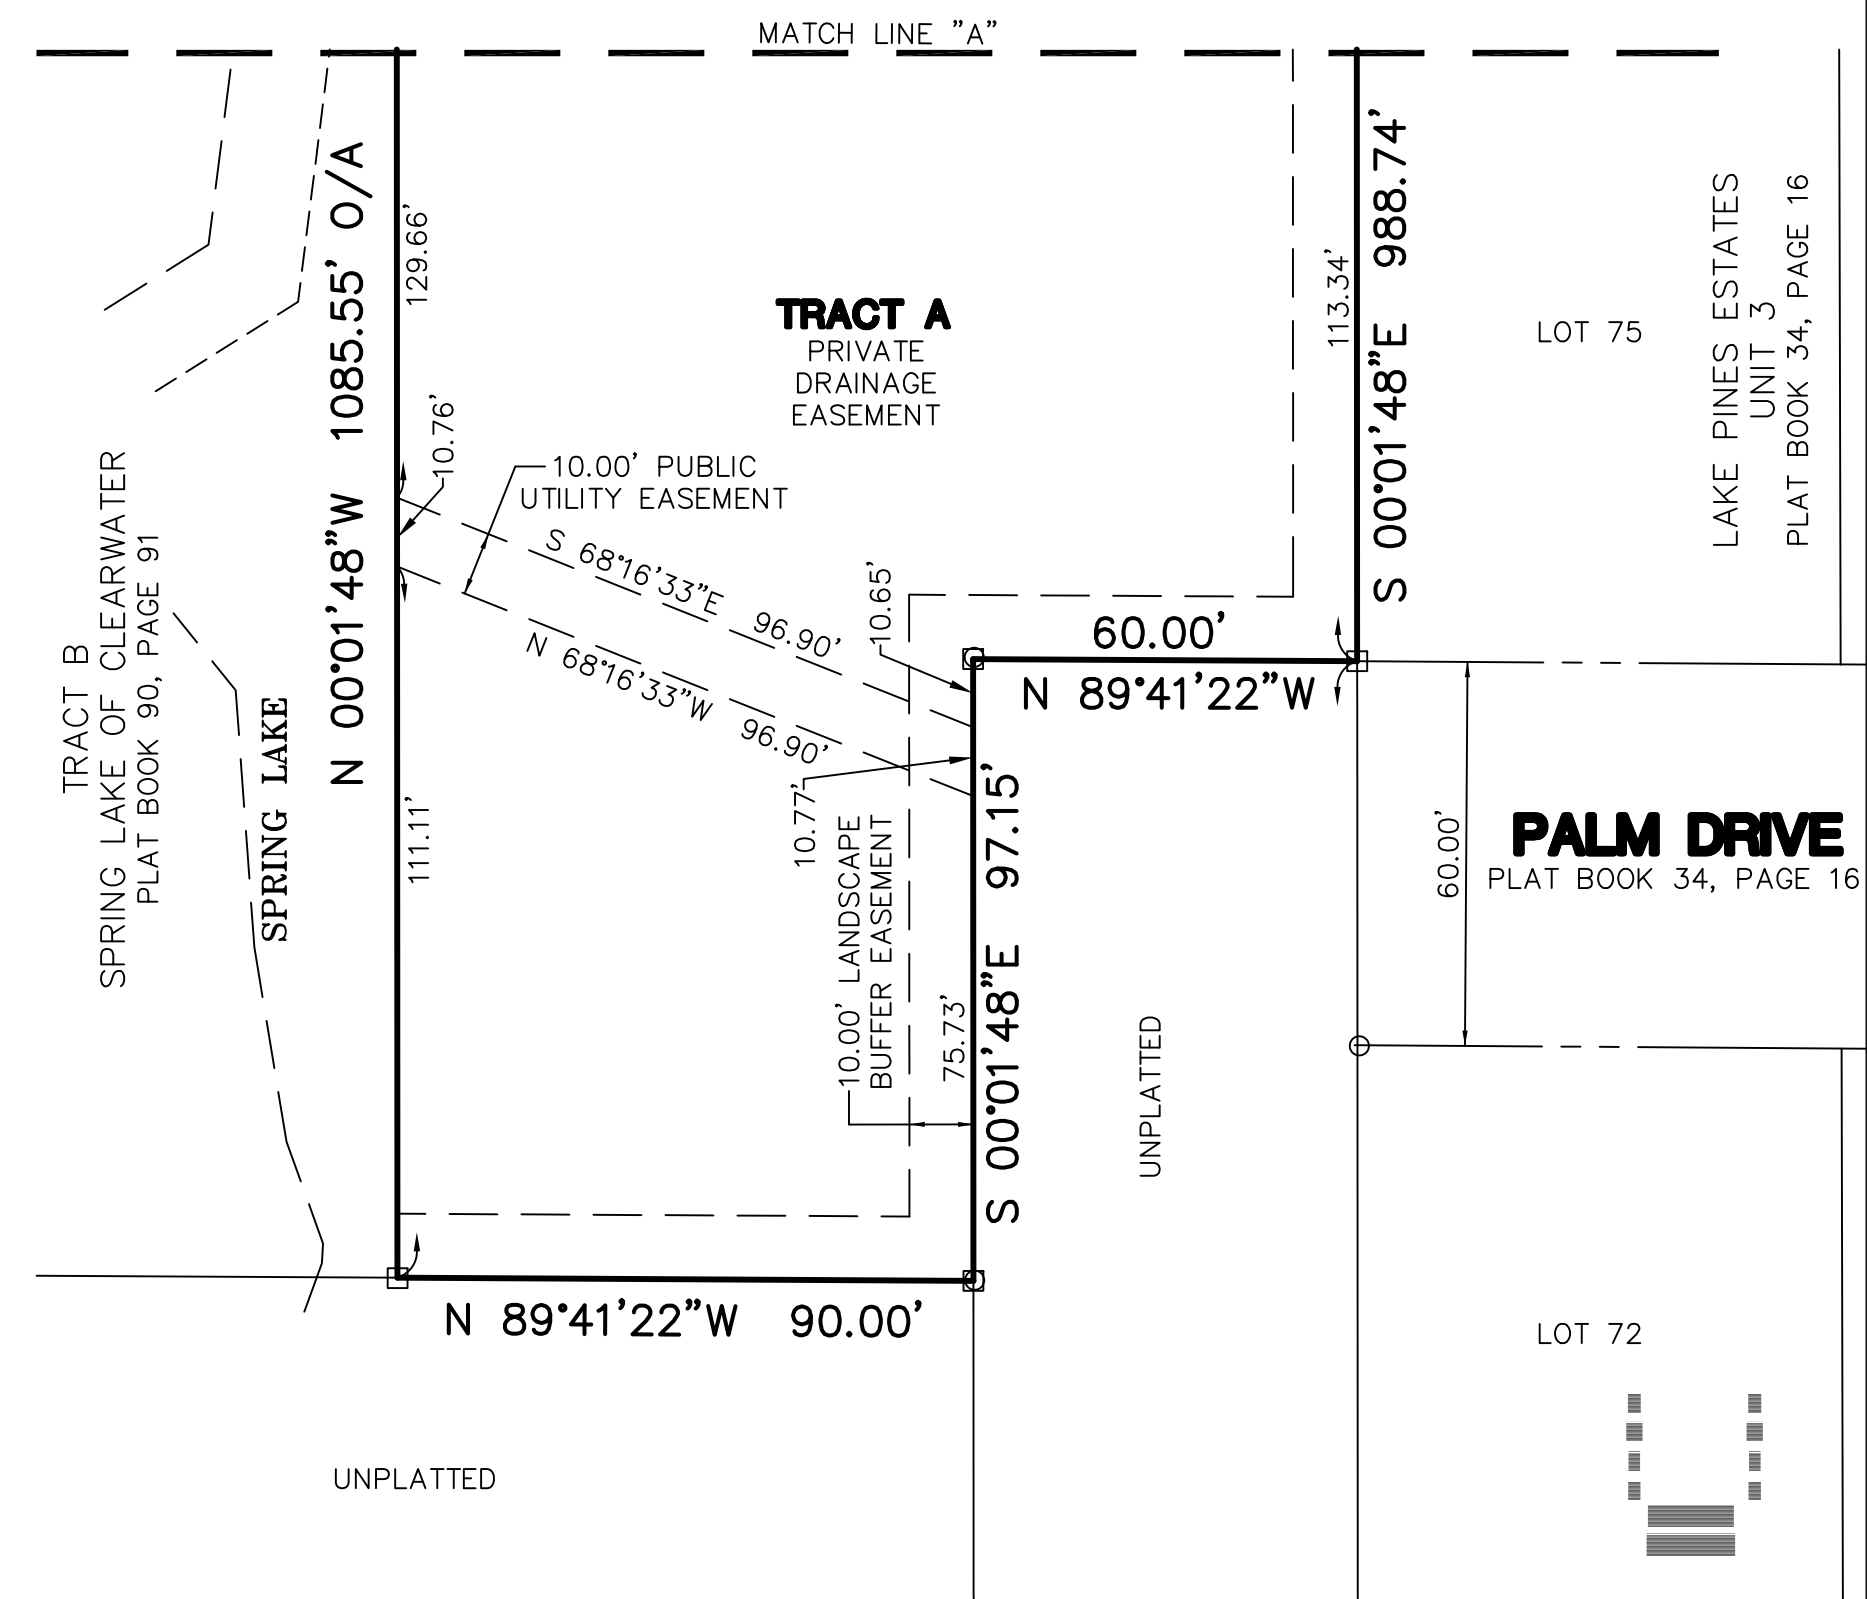 MATCH LINE "A"
N 00°01'48"W 1085.55' O/A
129.66'
10.76'
111.11'
TRACT A
PRIVATE
DRAINAGE
EASEMENT
10.00' PUBLIC
UTILITY EASEMENT
S 68°16'33"E 96.90'
N 68°16'33"W 96.90'
10.65'
10.77'
60.00'
N 89°41'22"W
S 00°01'48"E 988.74'
113.34'
LOT 75
LAKE PINES ESTATES
UNIT 3
PLAT BOOK 34, PAGE 16
TRACT B
SPRING LAKE OF CLEARWATER
PLAT BOOK 90, PAGE 91
SPRING LAKE
10.00' LANDSCAPE
BUFFER EASEMENT
75.73'
S 00°01'48"E 97.15'
UNPLATTED
60.00'
PALM DRIVE
PLAT BOOK 34, PAGE 16
N 89°41'22"W 90.00'
LOT 72
UNPLATTED